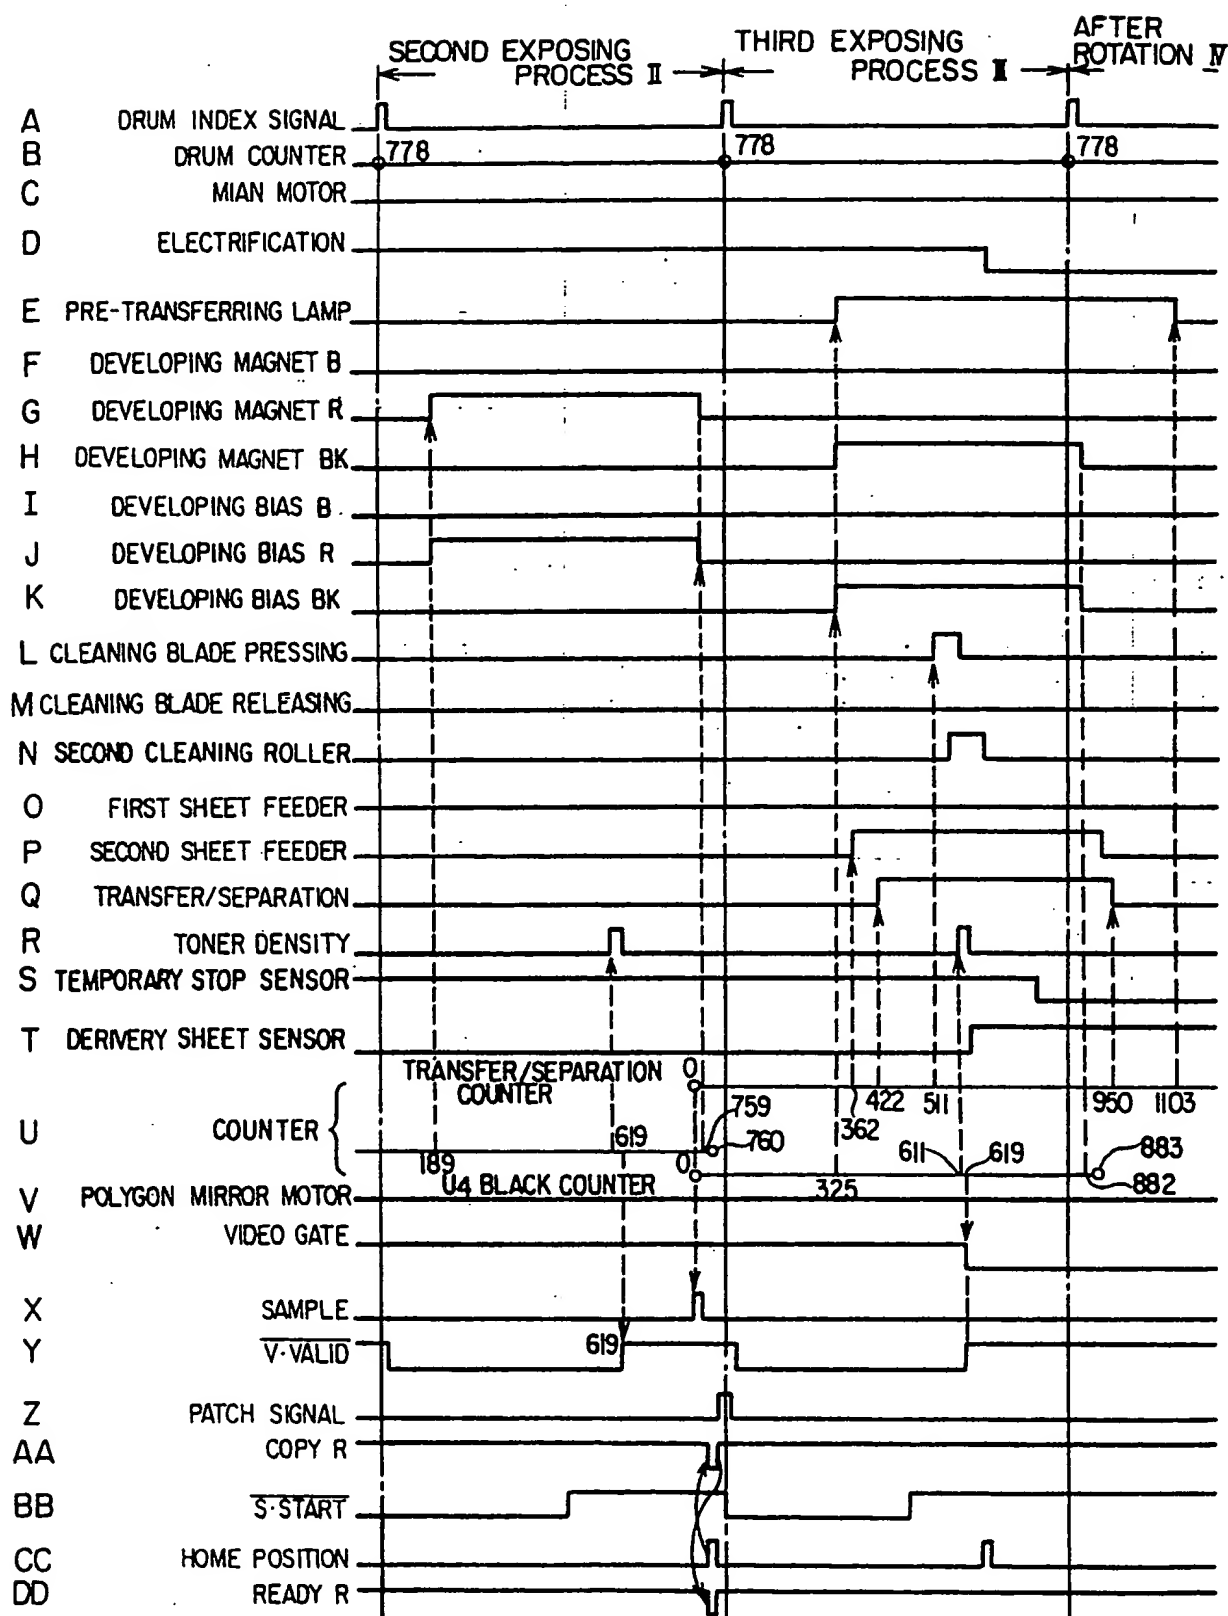 SECOND EXPOSING PROCESS II
THIRD EXPOSING PROCESS III
AFTER ROTATION IV
A DRUM INDEX SIGNAL
B DRUM COUNTER 778 778 778
C MIAN MOTOR
D ELECTRIFICATION
E PRE-TRANSFERRING LAMP
F DEVELOPING MAGNET B
G DEVELOPING MAGNET R
H DEVELOPING MAGNET BK
I DEVELOPING BIAS B
J DEVELOPING BIAS R
K DEVELOPING BIAS BK
L CLEANING BLADE PRESSING
M CLEANING BLADE RELEASING
N SECOND CLEANING ROLLER
O FIRST SHEET FEEDER
P SECOND SHEET FEEDER
Q TRANSFER/SEPARATION
R TONER DENSITY
S TEMPORARY STOP SENSOR
T DERIVERY SHEET SENSOR
TRANSFER/SEPARATION COUNTER 0
362 422 511 950 1103
U COUNTER
189 619 759 760
U4 BLACK COUNTER 0 325 611 619 883 882
V POLYGON MIRROR MOTOR
W VIDEO GATE
X SAMPLE
Y V·VALID 619
Z PATCH SIGNAL
AA COPY R
BB S·START
CC HOME POSITION
DD READY R